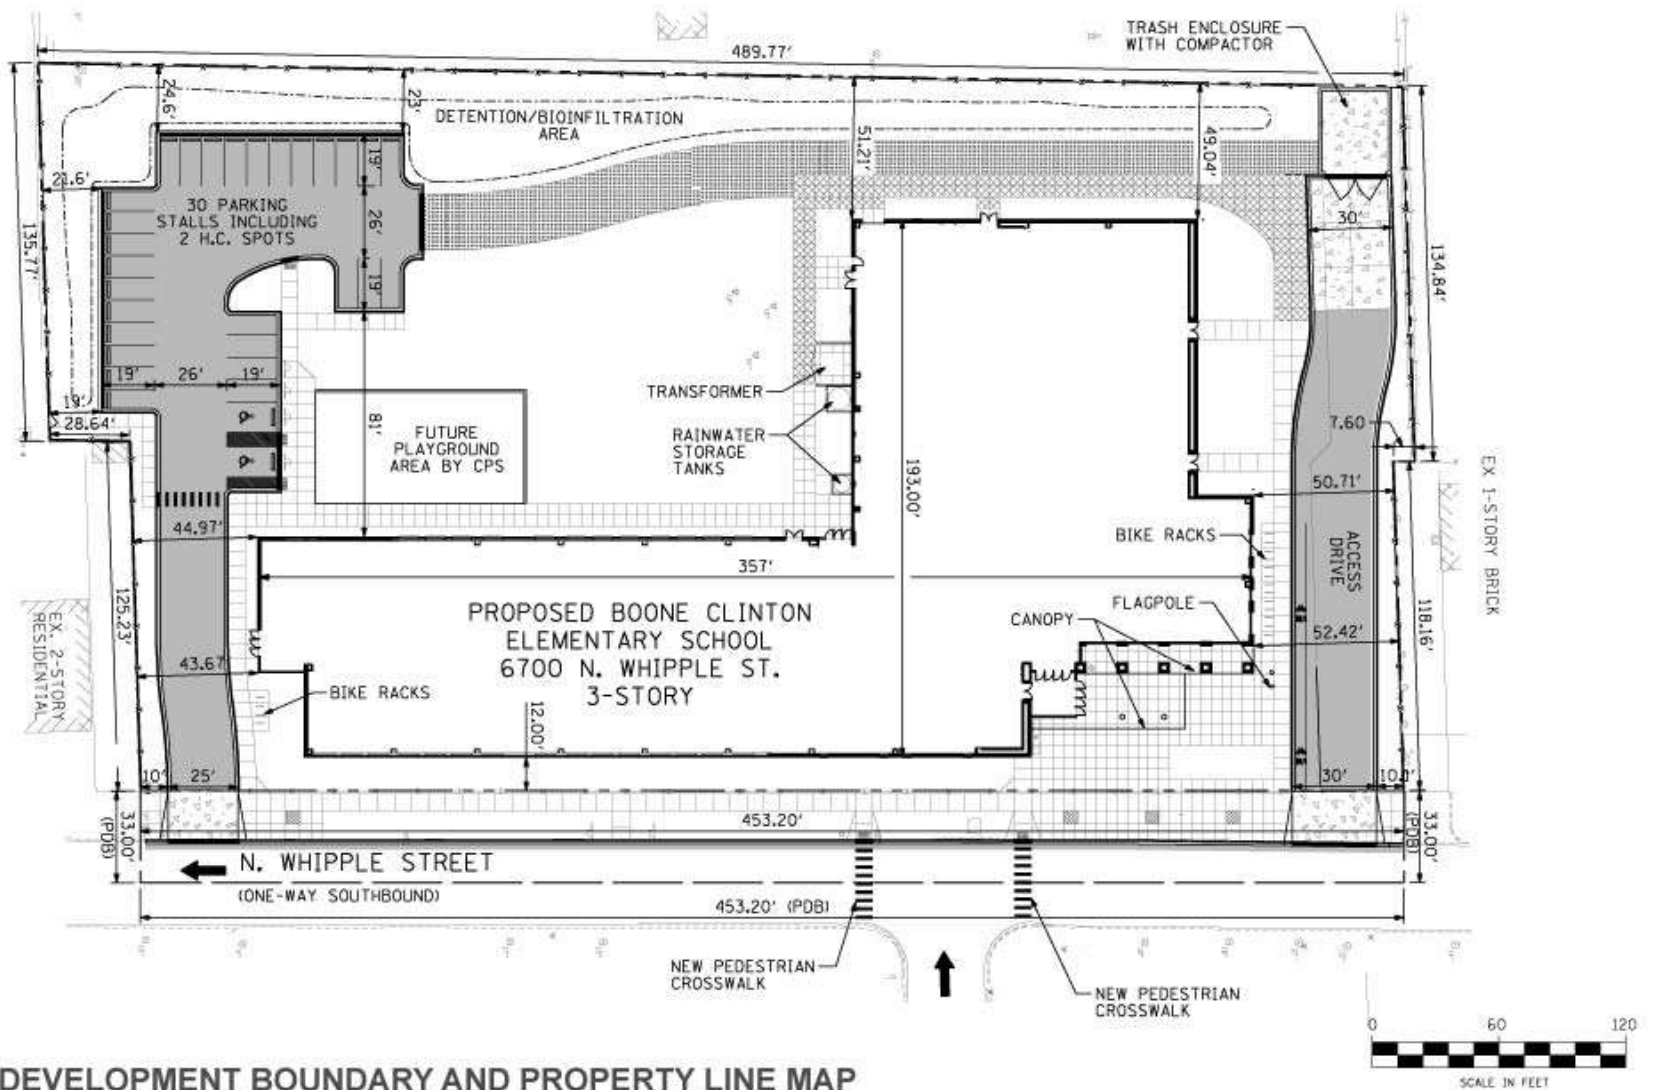 TRASH ENCLOSURE
WITH COMPACTOR
489.77'
24.6'
23'
DETENTION/BIOINFILTRATION
AREA
51.21'
49.04'
19'
21.6'
30 PARKING
STALLS INCLUDING
2 H.C. SPOTS
26'
30'
135.77'
134.84'
19'
19'
26'
19'
TRANSFORMER
19'
28.64'
81'
FUTURE
PLAYGROUND
AREA BY CPS
RAINWATER
STORAGE
TANKS
7.60
193.00'
50.71'
EX 1-STORY BRICK
44.97'
BIKE RACKS
ACCESS
DRIVE
357'
125.23'
PROPOSED BOONE CLINTON
ELEMENTARY SCHOOL
6700 N. WHIPPLE ST.
3-STORY
FLAGPOLE
CANOPY
118.16'
52.42'
EX. 2-STORY
RESIDENTIAL
43.67'
BIKE RACKS
12.00'
10'
25'
30'
10.1'
33.00'
(PDB)
453.20'
33.00'
(PDB)
N. WHIPPLE STREET
(ONE-WAY SOUTHBOUND)
453.20' (PDB)
NEW PEDESTRIAN
CROSSWALK
NEW PEDESTRIAN
CROSSWALK
0 60 120
SCALE IN FEET
DEVELOPMENT BOUNDARY AND PROPERTY LINE MAP